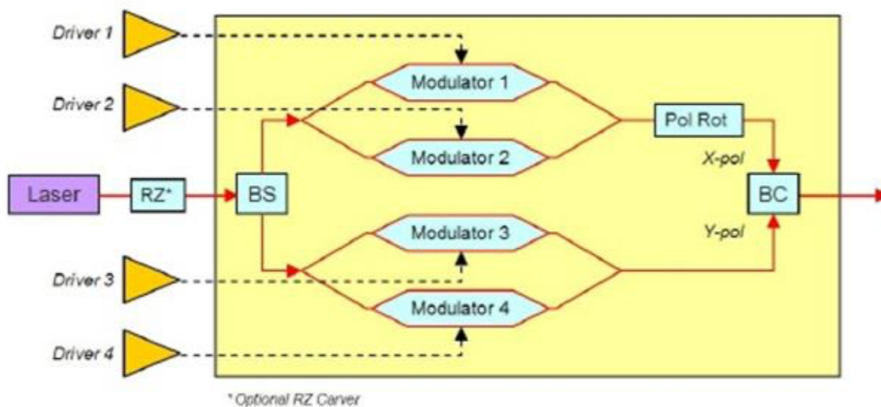 Driver 1
Modulator 1
Driver 2
Pol Rot
Modulator 2
X-pol
Laser
RZ*
BS
BC
Y-pol
Modulator 3
Driver 3
Modulator 4
Driver 4
* Optional RZ Carver